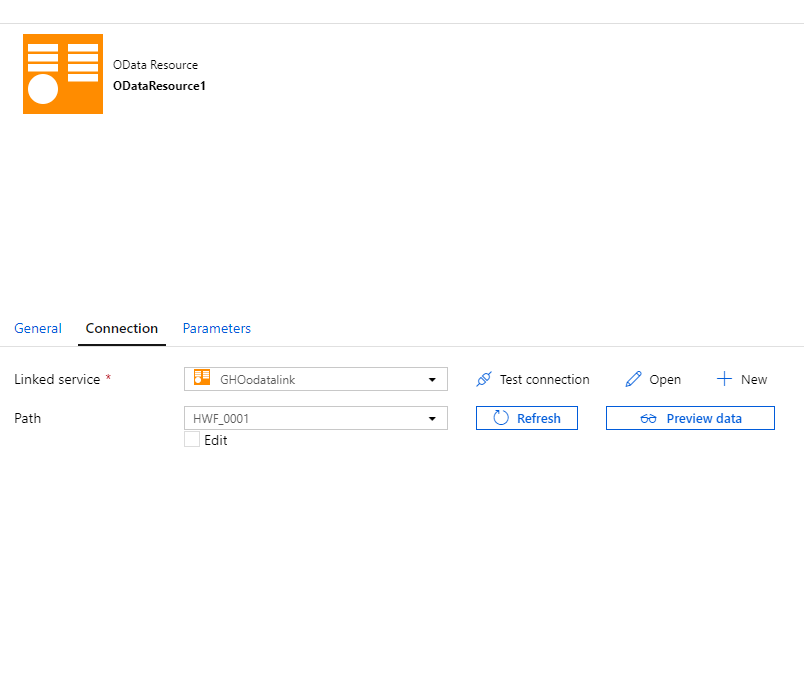 OData Resource
ODataResource1
General Connection Parameters
Linked service * GHOodatalink Test connection Open New
Path HWF_0001 Refresh Preview data
Edit